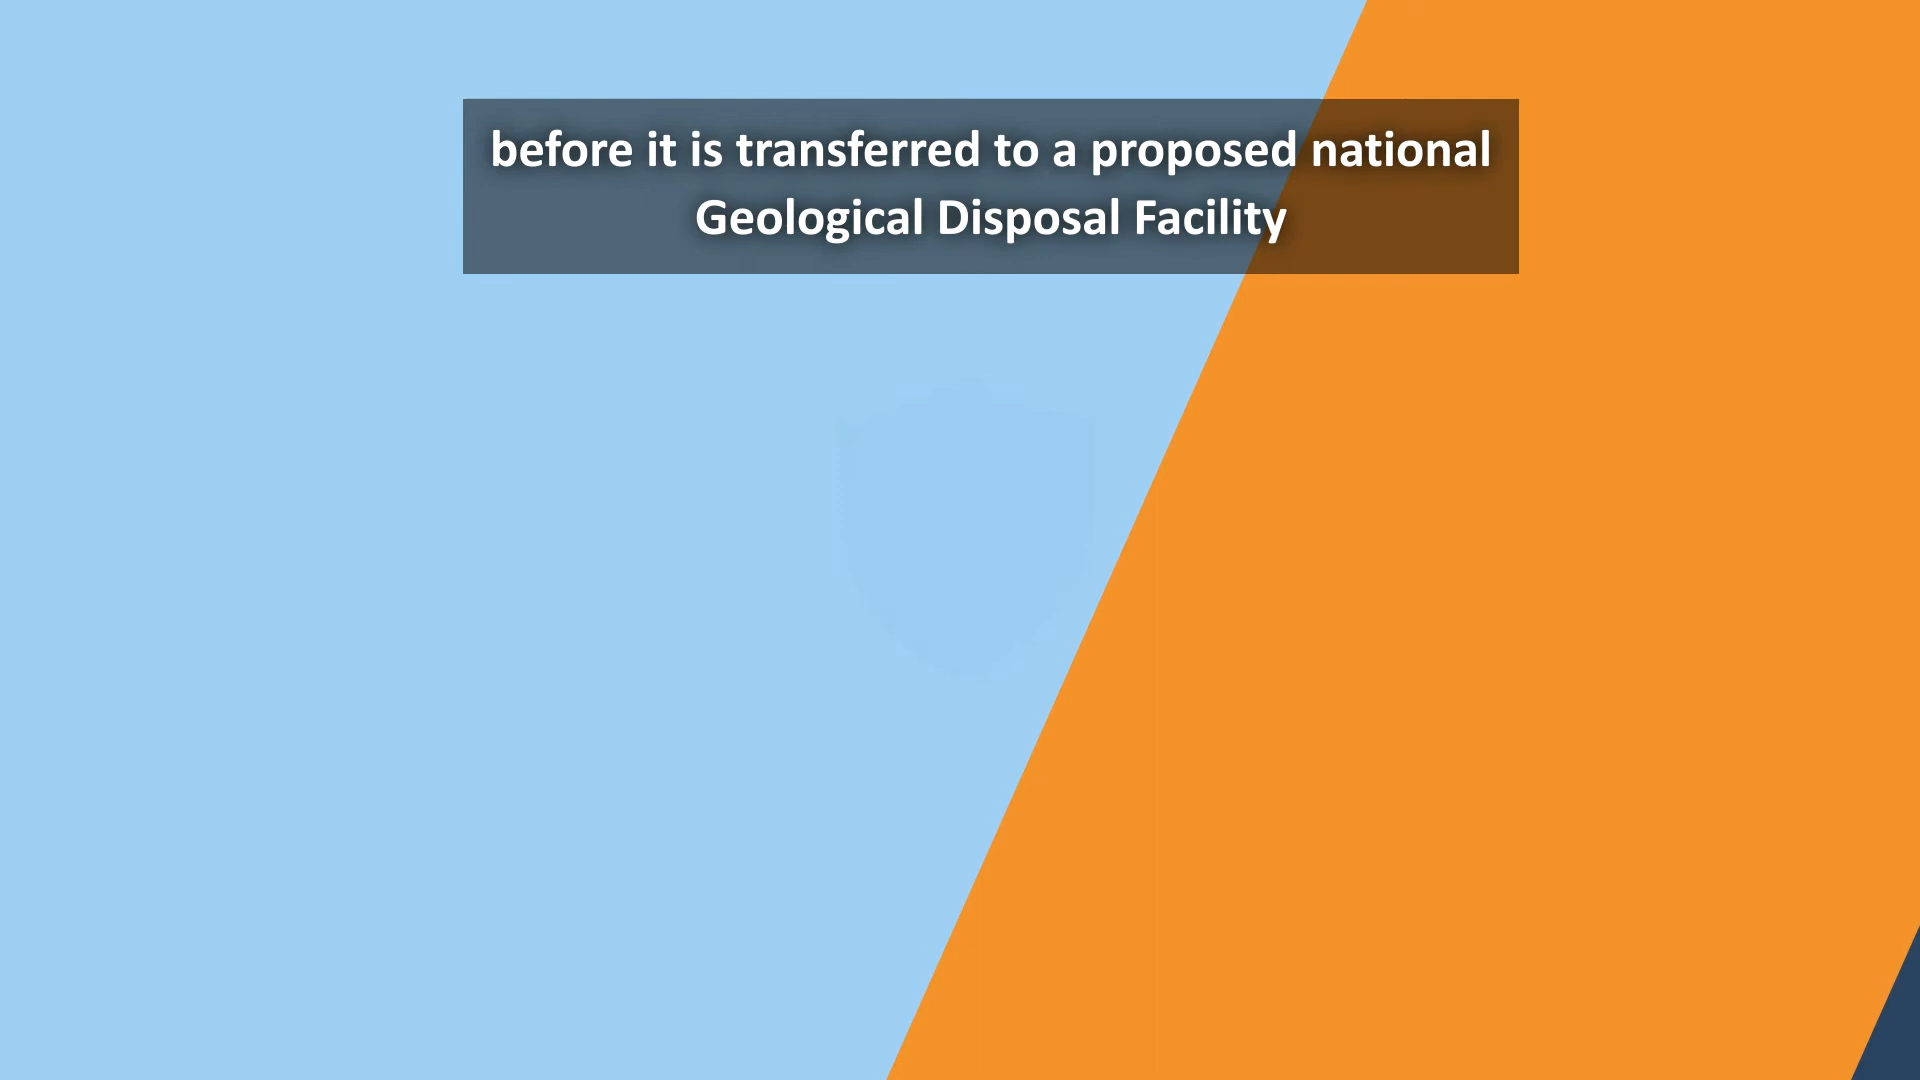 before it is transferred to a proposed national
Geological Disposal Facility